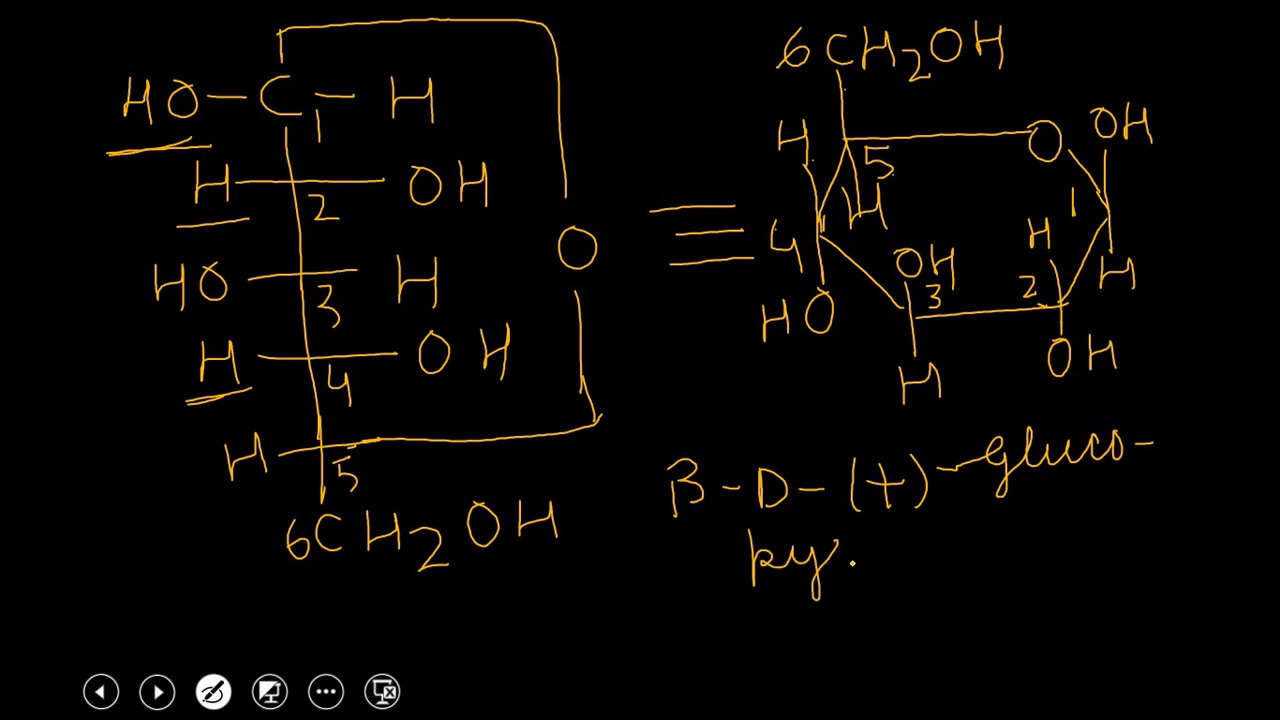 HO-C-H
1
H OH
2
HO H
3
H OH
4
H
5
6CH2OH
O
≡
6CH2OH
H O OH
5
H 1
4 H
OH 3 2
HO H
H OH
β-D-(+)-gluco-
py